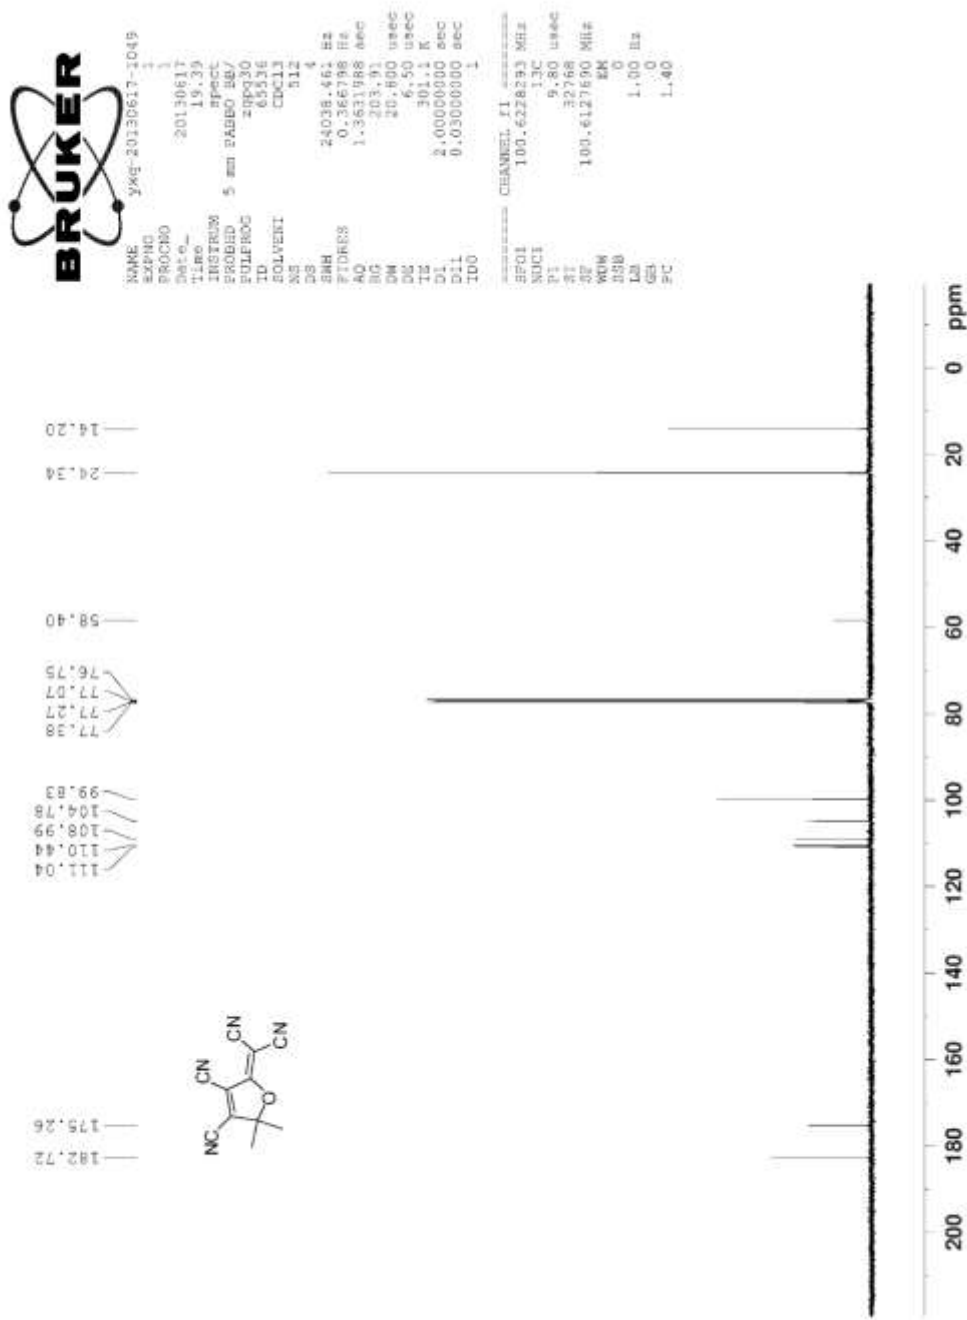 BRUKER
NAME yxq-20130617-1049
EXPNO 1
PROCNO 1
Date_ 20130617
Time 19.39
INSTRUM spect
PROBHD 5 mm PABBO BB/
PULPROG zgpg30
TD 65536
SOLVENT CDCl3
NS 512
DS 4
SWH 24038.461 Hz
FIDRES 0.366798 Hz
AQ 1.3631988 sec
RG 203.91
DW 20.800 usec
DE 6.50 usec
TE 301.1 K
D1 2.00000000 sec
D11 0.03000000 sec
TD0 1
======== CHANNEL f1 ========
SFO1 100.6228293 MHz
NUC1 13C
P1 9.80 usec
SI 32768
SF 100.6127690 MHz
WDW EM
SSB 0
LB 1.00 Hz
GB 0
PC 1.40
182.72
175.26
111.04
110.44
108.99
104.78
99.83
77.38
77.27
77.07
76.75
58.40
24.34
14.20
NC
CN
CN
CN
O
200 180 160 140 120 100 80 60 40 20 0 ppm